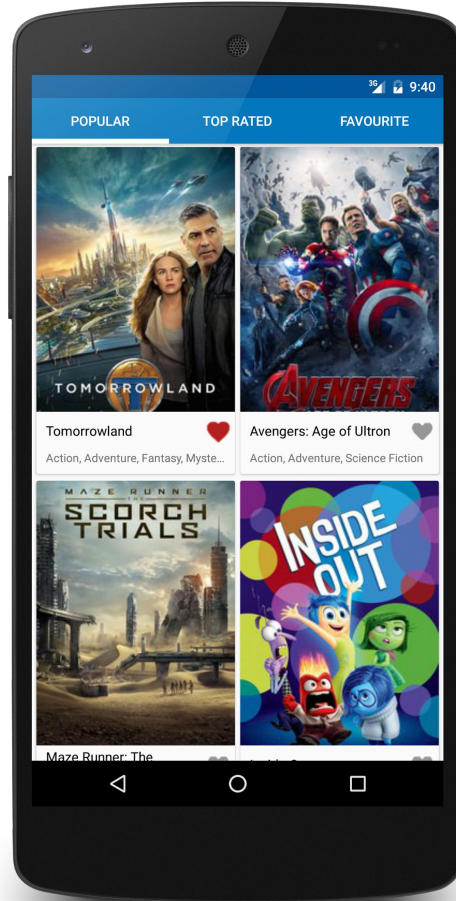 3G 9:40
POPULAR TOP RATED FAVOURITE
TOMORROWLAND
AVENGERS
Tomorrowland
Avengers: Age of Ultron
Action, Adventure, Fantasy, Myste...
Action, Adventure, Science Fiction
MAZE RUNNER
THE
SCORCH
TRIALS
INSIDE
OUT
Maze Runner: The